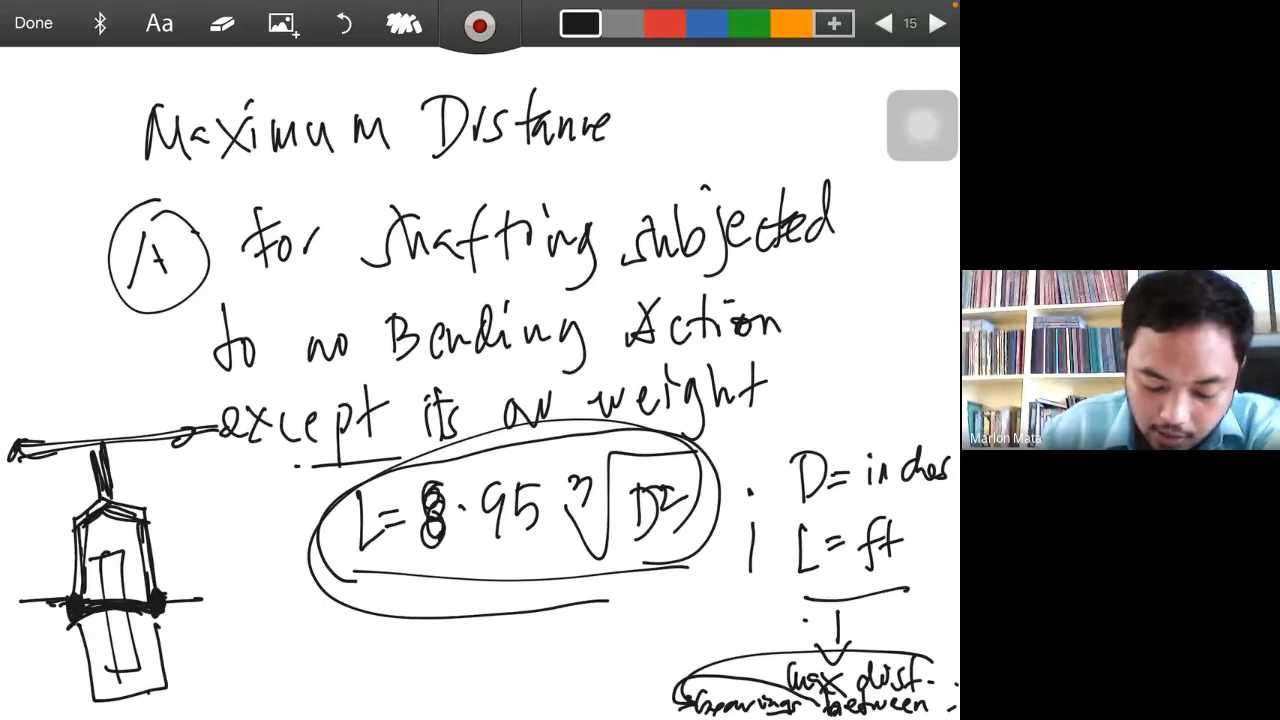 Done Aa 15
Maximum Distance
A For shafting subjected
to no Bending Action
except its own weight
L = 8.95 ∛D² ; D = inches
L = ft
max dist.
between
Marlon Mata